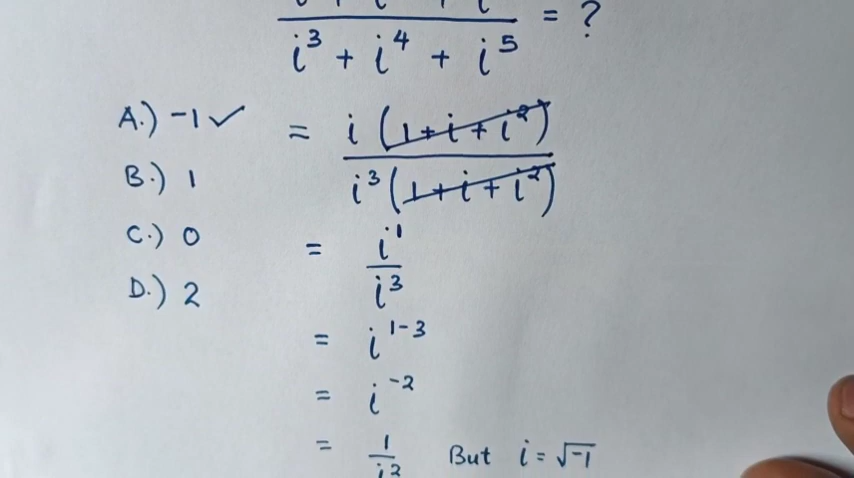 = ?
i³ + i⁴ + i⁵
A.) -1 ✓
= i (1 + i + i²)
i³ (1 + i + i²)
B.) 1
C.) 0
= i¹
i³
D.) 2
= i¹⁻³
= i⁻²
= 1
i²
But i = √-1